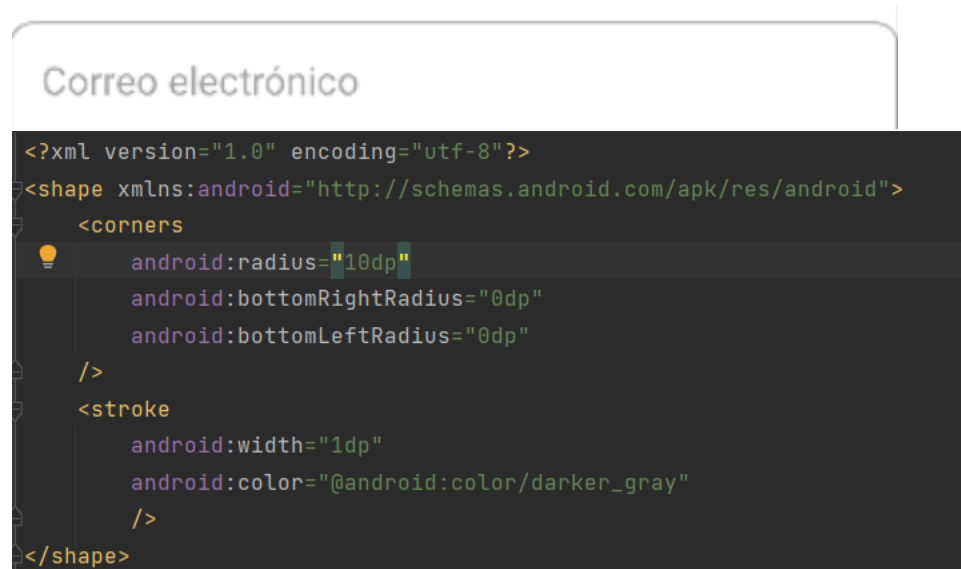 Correo electrónico
<?xml version="1.0" encoding="utf-8"?>
<shape xmlns:android="http://schemas.android.com/apk/res/android">
    <corners
        android:radius="10dp"
        android:bottomRightRadius="0dp"
        android:bottomLeftRadius="0dp"
    />
    <stroke
        android:width="1dp"
        android:color="@android:color/darker_gray"
        />
</shape>